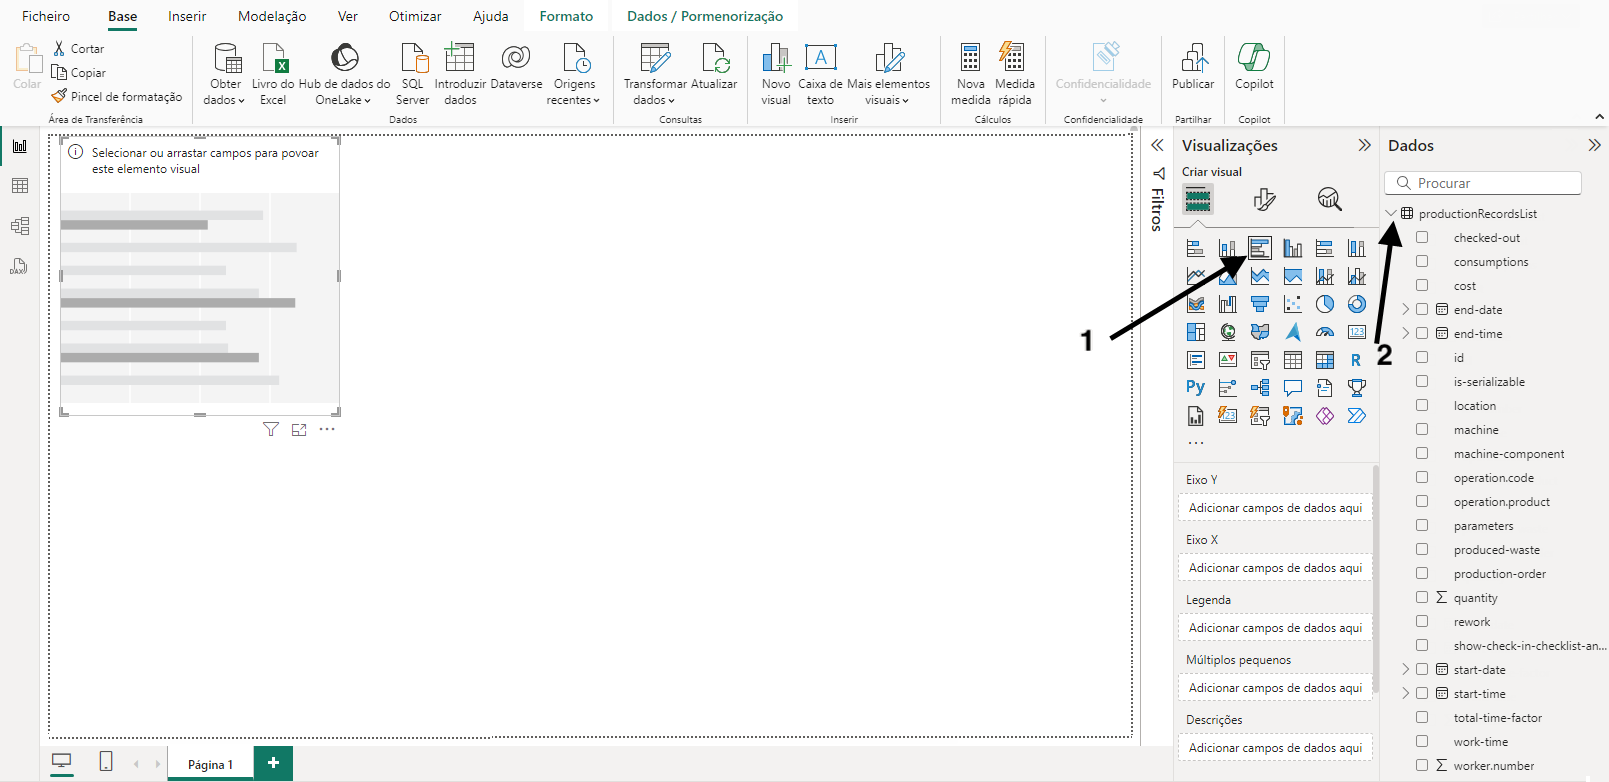 Ficheiro Base Inserir Modelação Ver Otimizar Ajuda Formato Dados / Pormenorização
Colar
Cortar
Copiar
Pincel de formatação
Área de Transferência
Obter
dados
Livro do
Excel
Hub de dados do
OneLake
SQL
Server
Introduzir
dados
Dataverse
Origens
recentes
Dados
Transformar
dados
Atualizar
Consultas
Novo
visual
Caixa de
texto
A
Mais elementos
visuais
Inserir
Nova
medida
Medida
rápida
Cálculos
Confidencialidade
Confidencialidade
Publicar
Partilhar
Copilot
Copilot
DAX
Selecionar ou arrastar campos para povoar
este elemento visual
Filtros
Visualizações
Criar visual
123
R
Py
123
1
2
Eixo Y
Adicionar campos de dados aqui
Eixo X
Adicionar campos de dados aqui
Legenda
Adicionar campos de dados aqui
Múltiplos pequenos
Adicionar campos de dados aqui
Descrições
Adicionar campos de dados aqui
Dados
Procurar
productionRecordsList
checked-out
consumptions
cost
end-date
end-time
id
is-serializable
location
machine
machine-component
operation.code
operation.product
parameters
produced-waste
production-order
quantity
rework
show-check-in-checklist-an...
start-date
start-time
total-time-factor
work-time
worker.number
Página 1